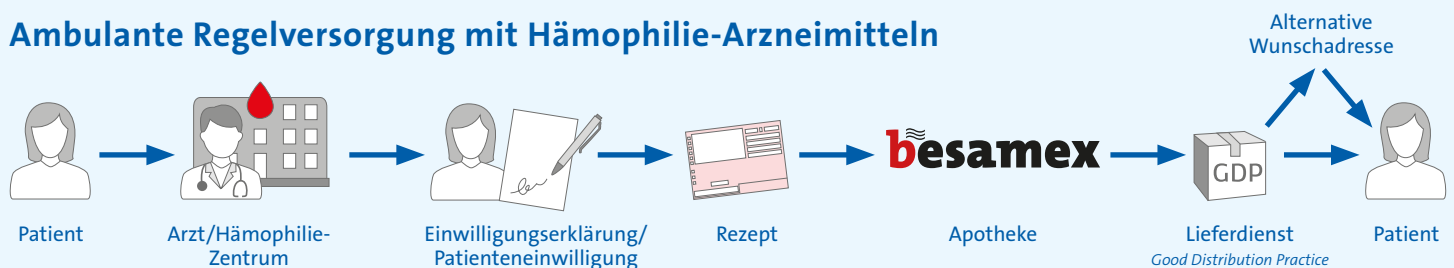 Ambulante Regelversorgung mit Hämophilie-Arzneimitteln
Alternative
Wunschadresse
besamex
GDP
Patient
Arzt/Hämophilie-
Zentrum
Einwilligungserklärung/
Patienteneinwilligung
Rezept
Apotheke
Lieferdienst
Good Distribution Practice
Patient